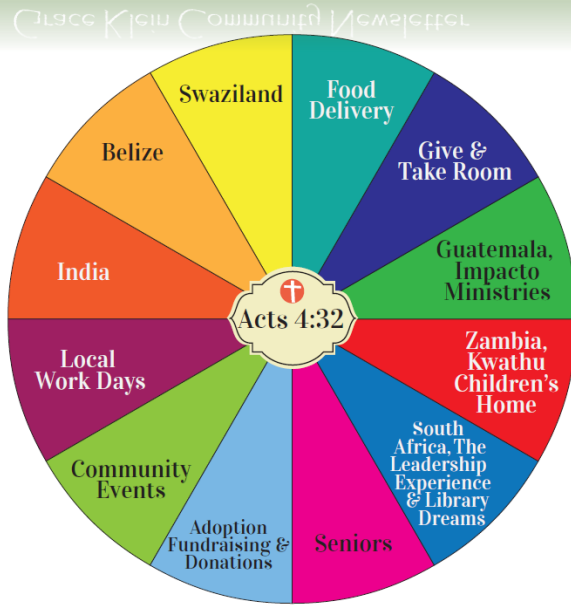 Grace Klein Community Newsletter
Swaziland
Food
Delivery
Give &
Take Room
Guatemala,
Impacto
Ministries
Zambia,
Kwathu
Children's
Home
South
Africa, The
Leadership
Experience
& Library
Dreams
Seniors
Adoption
Fundraising &
Donations
Community
Events
Local
Work Days
India
Belize
Acts 4:32